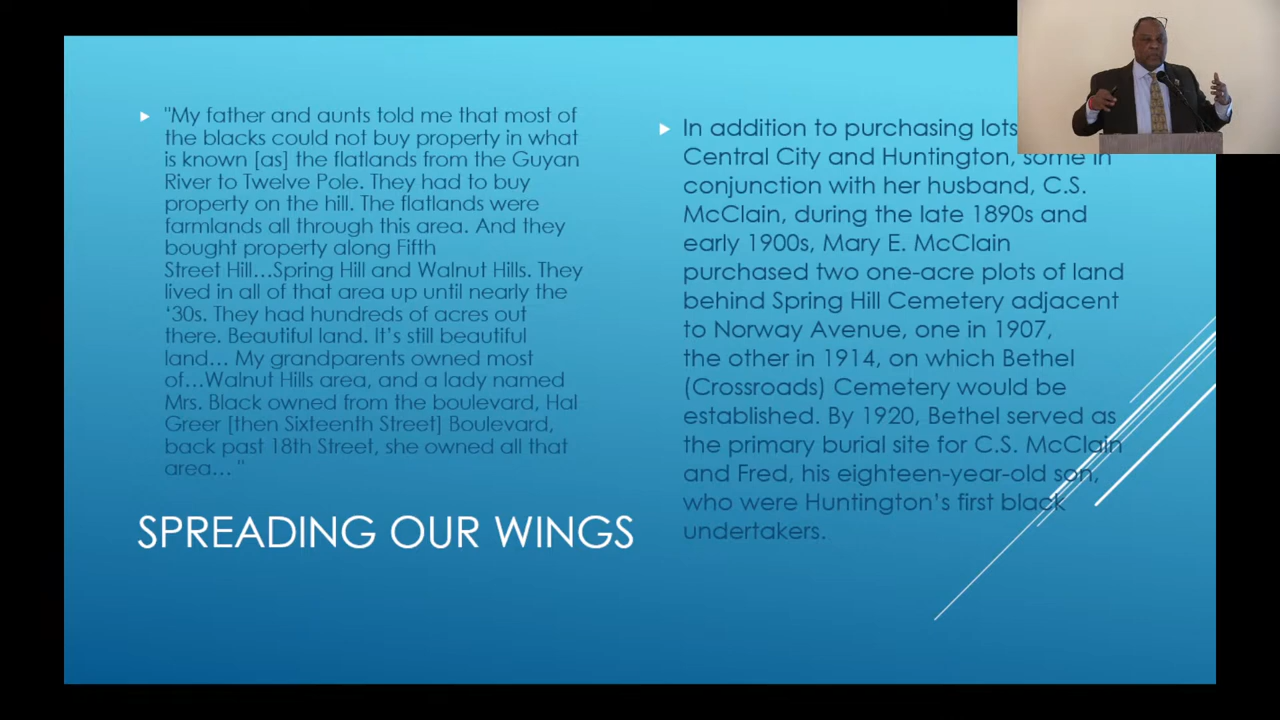 "My father and aunts told me that most of
the blacks could not buy property in what
is known [as] the flatlands from the Guyan
River to Twelve Pole. They had to buy
property on the hill. The flatlands were
farmlands all through this area. And they
bought property along Fifth
Street Hill…Spring Hill and Walnut Hills. They
lived in all of that area up until nearly the
‘30s. They had hundreds of acres out
there. Beautiful land. It’s still beautiful
land… My grandparents owned most
of…Walnut Hills area, and a lady named
Mrs. Black owned from the boulevard, Hal
Greer [then Sixteenth Street] Boulevard,
back past 18th Street, she owned all that
area… "
SPREADING OUR WINGS
In addition to purchasing lots
Central City and Huntington, some in
conjunction with her husband, C.S.
McClain, during the late 1890s and
early 1900s, Mary E. McClain
purchased two one-acre plots of land
behind Spring Hill Cemetery adjacent
to Norway Avenue, one in 1907,
the other in 1914, on which Bethel
(Crossroads) Cemetery would be
established. By 1920, Bethel served as
the primary burial site for C.S. McClain
and Fred, his eighteen-year-old son,
who were Huntington’s first black
undertakers.